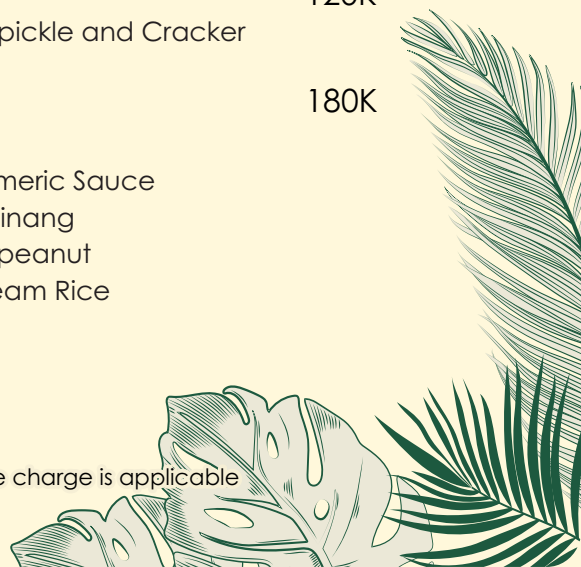 pickle and Cracker
180K
meric Sauce
inang
peanut
eam Rice
e charge is applicable